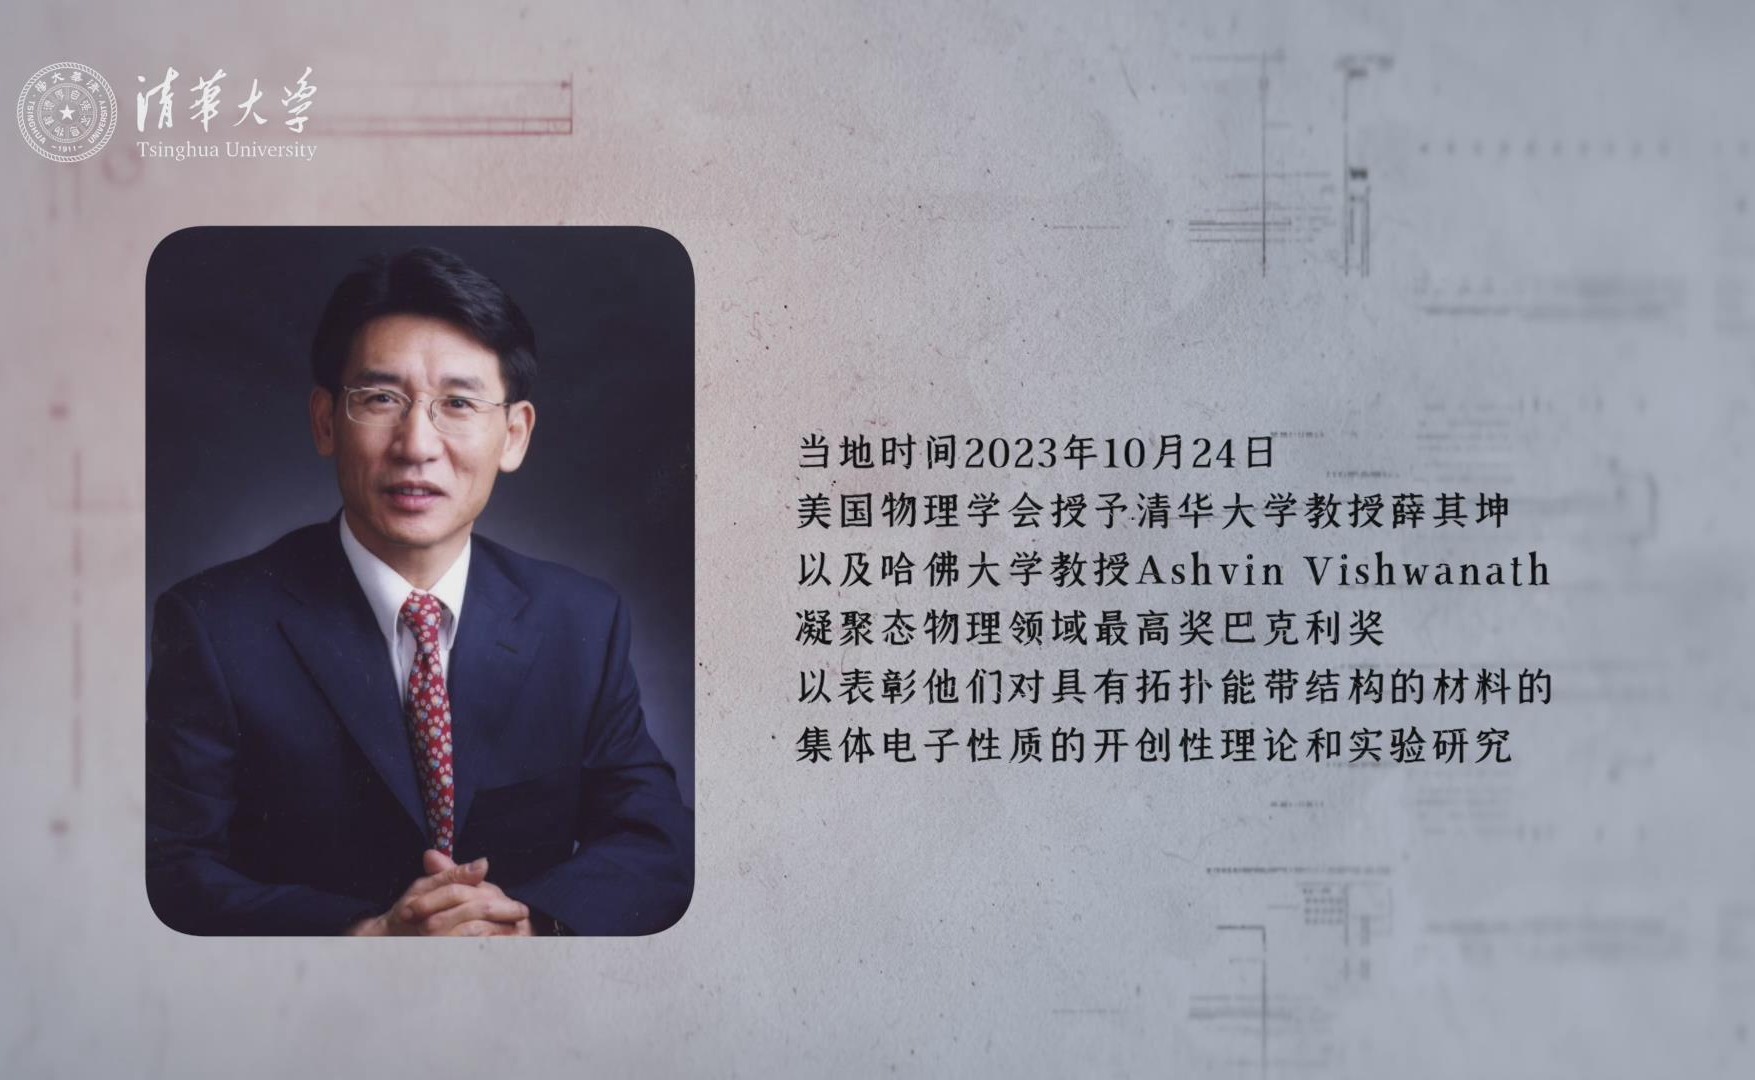 清華大学
Tsinghua University
TSINGHUA UNIVERSITY
-1911-
当地时间2023年10月24日
美国物理学会授予清华大学教授薛其坤
以及哈佛大学教授Ashvin Vishwanath
凝聚态物理领域最高奖巴克利奖
以表彰他们对具有拓扑能带结构的材料的
集体电子性质的开创性理论和实验研究